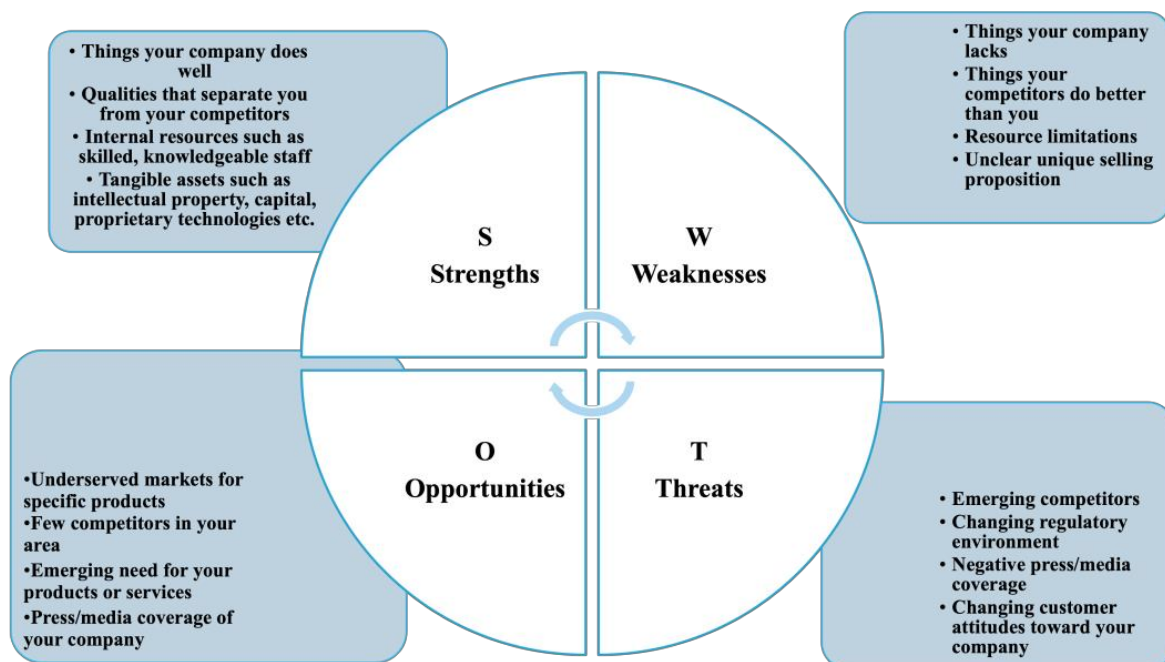 • Things your company does
well
• Qualities that separate you
from your competitors
• Internal resources such as
skilled, knowledgeable staff
• Tangible assets such as
intellectual property, capital,
proprietary technologies etc.
• Things your company
lacks
• Things your
competitors do better
than you
• Resource limitations
• Unclear unique selling
proposition
S
Strengths
W
Weaknesses
O
Opportunities
T
Threats
•Underserved markets for
specific products
•Few competitors in your
area
•Emerging need for your
products or services
•Press/media coverage of
your company
• Emerging competitors
• Changing regulatory
environment
• Negative press/media
coverage
• Changing customer
attitudes toward your
company